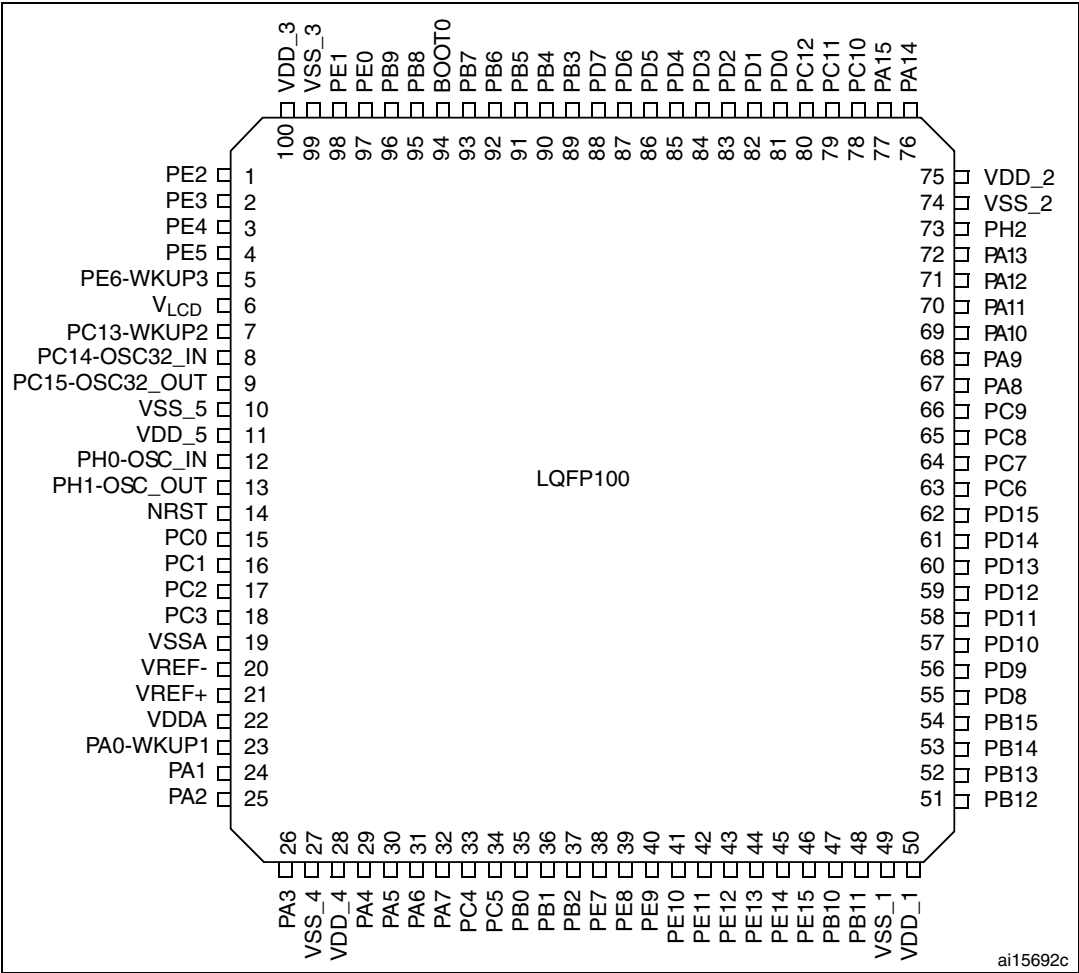 VDD_3
VSS_3
PE1
PE0
PB9
PB8
BOOT0
PB7
PB6
PB5
PB4
PB3
PD7
PD6
PD5
PD4
PD3
PD2
PD1
PD0
PC12
PC11
PC10
PA15
PA14
100
99
98
97
96
95
94
93
92
91
90
89
88
87
86
85
84
83
82
81
80
79
78
77
76
PE2 1
PE3 2
PE4 3
PE5 4
PE6-WKUP3 5
VLCD 6
PC13-WKUP2 7
PC14-OSC32_IN 8
PC15-OSC32_OUT 9
VSS_5 10
VDD_5 11
PH0-OSC_IN 12
PH1-OSC_OUT 13
NRST 14
PC0 15
PC1 16
PC2 17
PC3 18
VSSA 19
VREF- 20
VREF+ 21
VDDA 22
PA0-WKUP1 23
PA1 24
PA2 25
LQFP100
75 VDD_2
74 VSS_2
73 PH2
72 PA13
71 PA12
70 PA11
69 PA10
68 PA9
67 PA8
66 PC9
65 PC8
64 PC7
63 PC6
62 PD15
61 PD14
60 PD13
59 PD12
58 PD11
57 PD10
56 PD9
55 PD8
54 PB15
53 PB14
52 PB13
51 PB12
26
27
28
29
30
31
32
33
34
35
36
37
38
39
40
41
42
43
44
45
46
47
48
49
50
PA3
VSS_4
VDD_4
PA4
PA5
PA6
PA7
PC4
PC5
PB0
PB1
PB2
PE7
PE8
PE9
PE10
PE11
PE12
PE13
PE14
PE15
PB10
PB11
VSS_1
VDD_1
ai15692c